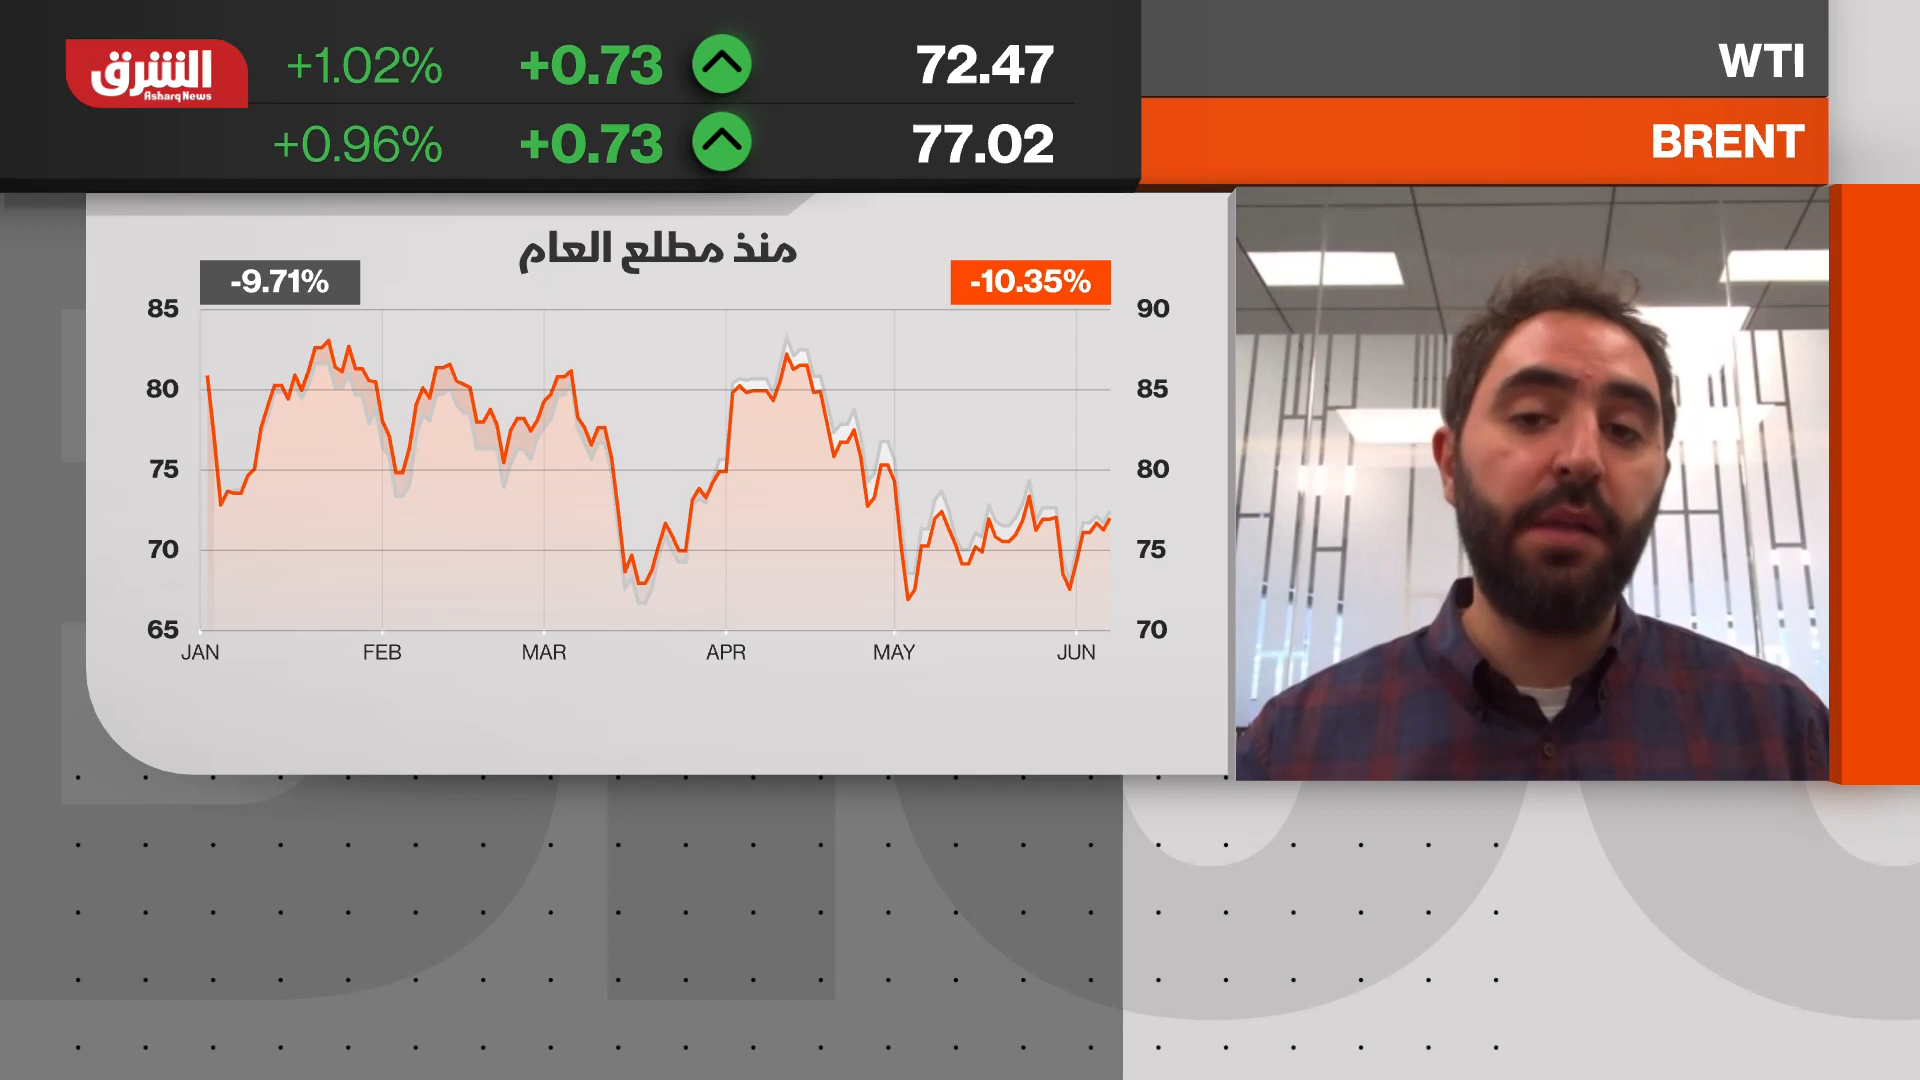 الشرق
Asharq News
+1.02% +0.73 72.47 WTI
+0.96% +0.73 77.02 BRENT
منذ مطلع العام
-9.71% -10.35%
85 90
80 85
75 80
70 75
65 70
JAN FEB MAR APR MAY JUN